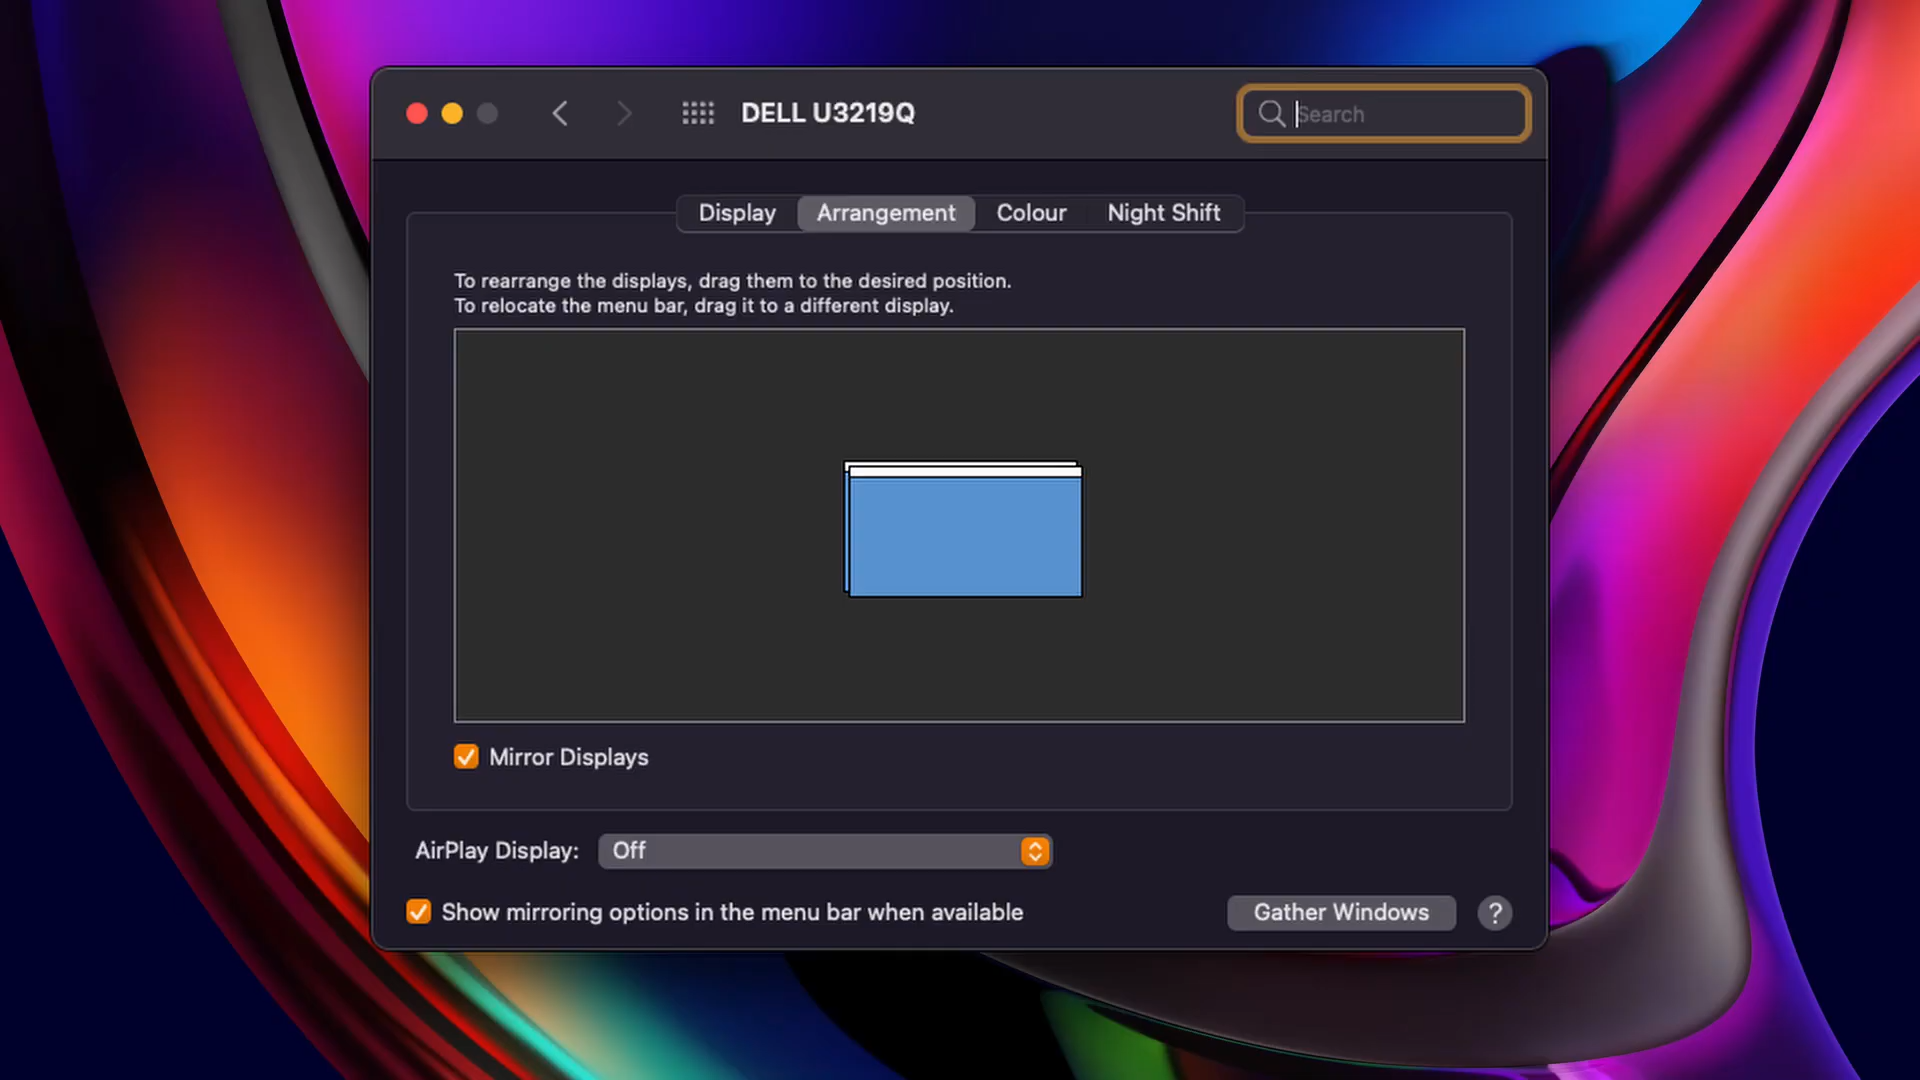 DELL U3219Q
Search
Display
Arrangement
Colour
Night Shift
To rearrange the displays, drag them to the desired position.
To relocate the menu bar, drag it to a different display.
Mirror Displays
AirPlay Display:
Off
Show mirroring options in the menu bar when available
Gather Windows
?